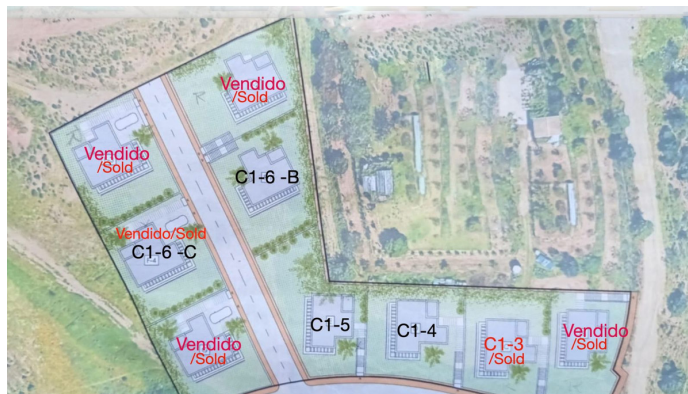 Vendido
/Sold
Vendido
/Sold
C1-6 -B
Vendido/Sold
C1-6 -C
Vendido
/Sold
C1-5
C1-4
C1-3
/Sold
Vendido
/Sold